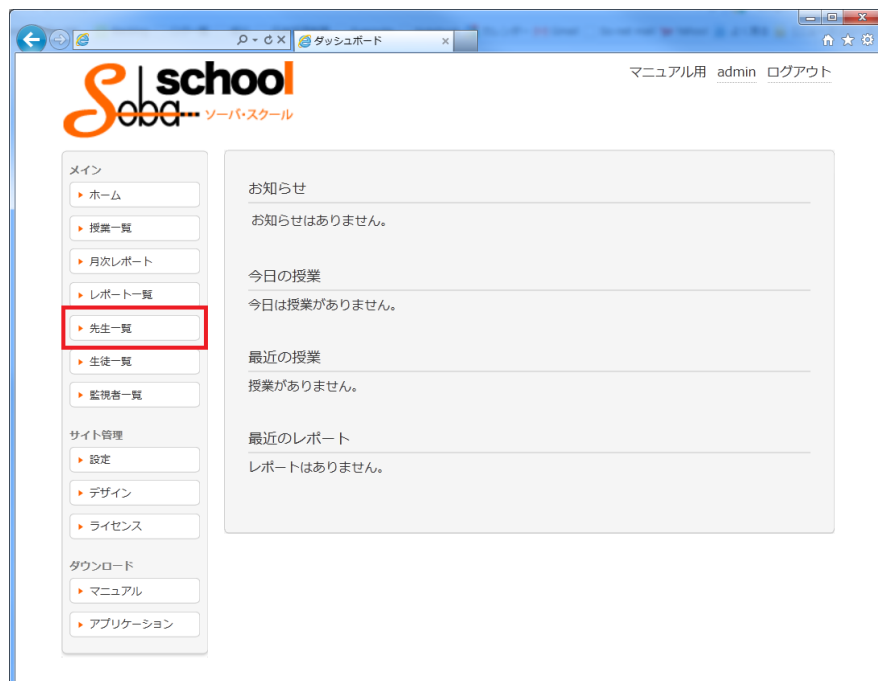 ダッシュボード
school
Soba
ソーバ・スクール
マニュアル用 admin ログアウト
メイン
ホーム
授業一覧
月次レポート
レポート一覧
先生一覧
生徒一覧
監視者一覧
サイト管理
設定
デザイン
ライセンス
ダウンロード
マニュアル
アプリケーション
お知らせ
お知らせはありません。
今日の授業
今日は授業がありません。
最近の授業
授業がありません。
最近のレポート
レポートはありません。